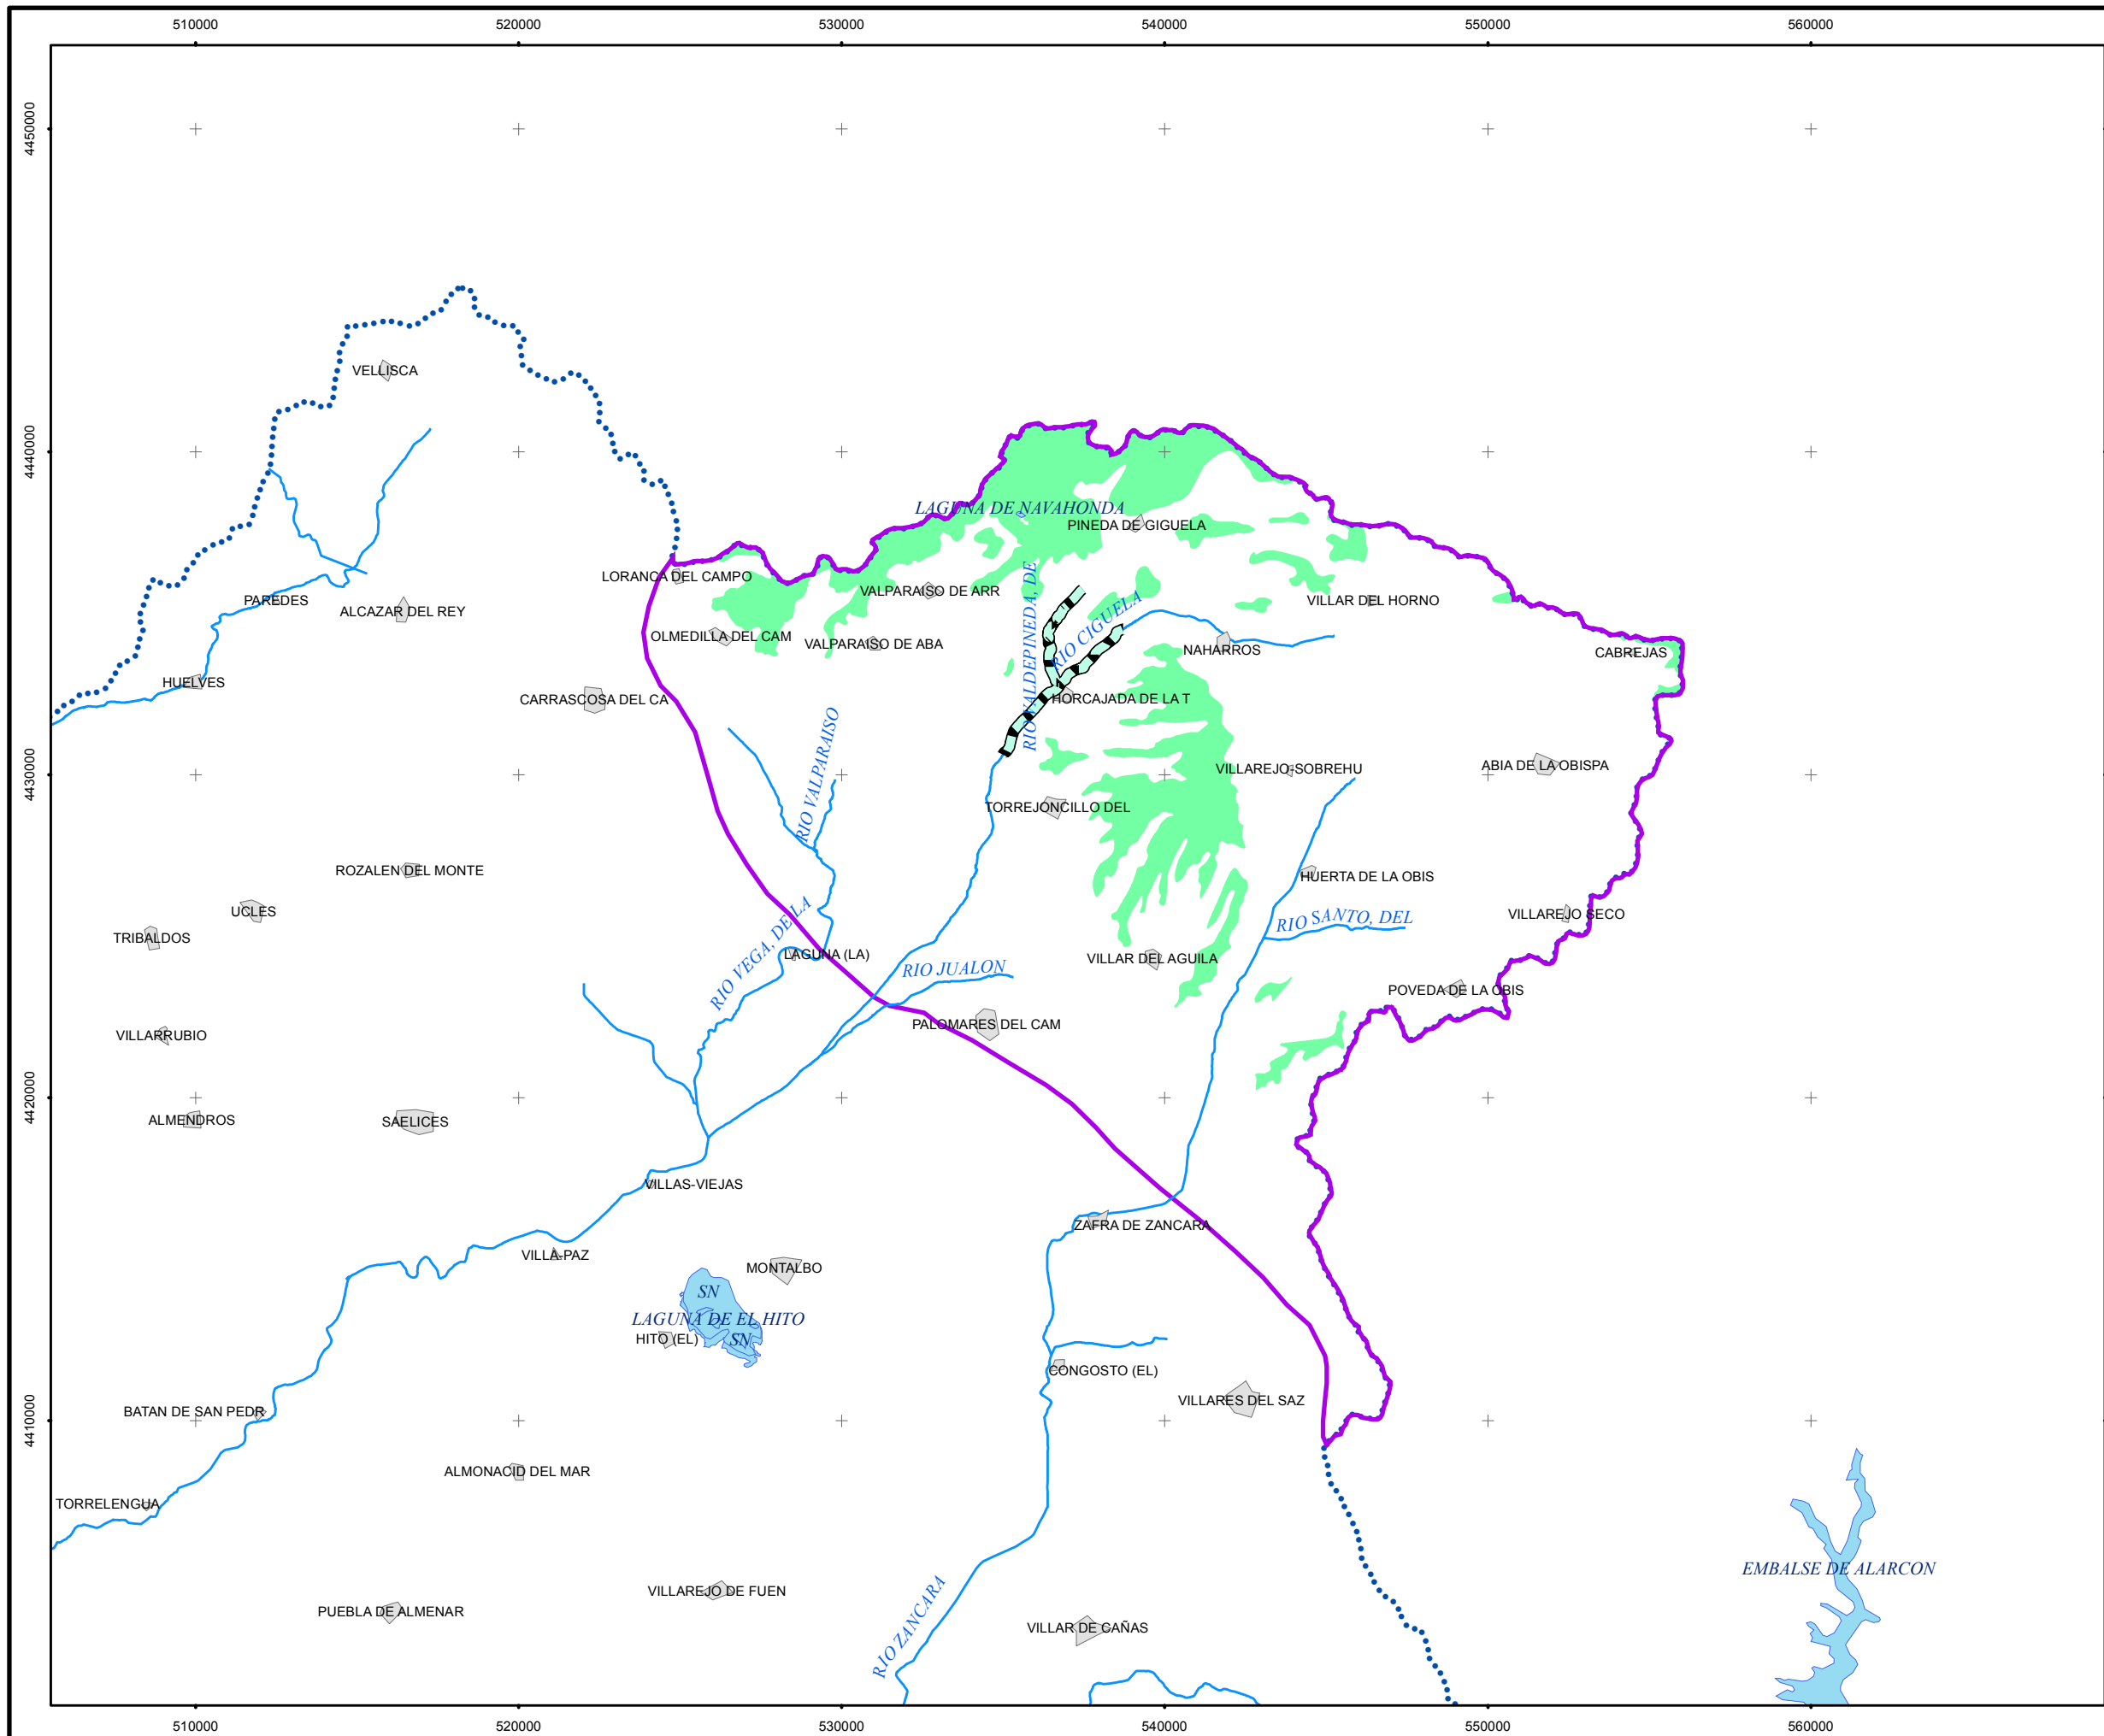 510000 520000 530000 540000 550000 560000
4450000
VELLISCA
4440000
LAGUNA DE NAVAHONDA
PINEDA DE GIGUELA
LORANCA DEL CAMPO
VALPARAISO DE ARR
PAREDES
ALCAZAR DEL REY
RIO VALDEPINEDA, DE
RIO CIGUELA
VILLAR DEL HORNO
OLMEDILLA DEL CAM
VALPARAISO DE ABA
NAHARROS
CABREJAS
HUELVES
CARRASCOSA DEL CA
HORCAJADA DE LA T
4430000
RIO VALPARAISO
VILLAREJO-SOBREHU
ABIA DE LA OBISPA
TORREJONCILLO DEL
ROZALEN DEL MONTE
HUERTA DE LA OBIS
UCLES
VILLAREJO SECO
RIO SANTO, DEL
TRIBALDOS
RIO VEGA, DE LA
LAGUNA (LA)
RIO JUALON
VILLAR DEL AGUILA
POVEDA DE LA OBIS
VILLARRUBIO
PALOMARES DEL CAM
4420000
ALMENDROS
SAELICES
VILLAS-VIEJAS
ZAFRA DE ZANCARA
VILLA-PAZ
MONTALBO
SN
LAGUNA DE EL HITO
HITO (EL)
SN
CONGOSTO (EL)
VILLARES DEL SAZ
4410000
BATAN DE SAN PEDR
ALMONACID DEL MAR
TORRELENGUA
EMBALSE DE ALARCON
VILLAREJO DE FUEN
PUEBLA DE ALMENAR
RIO ZANCARA
VILLAR DE CAÑAS
510000 520000 530000 540000 550000 560000